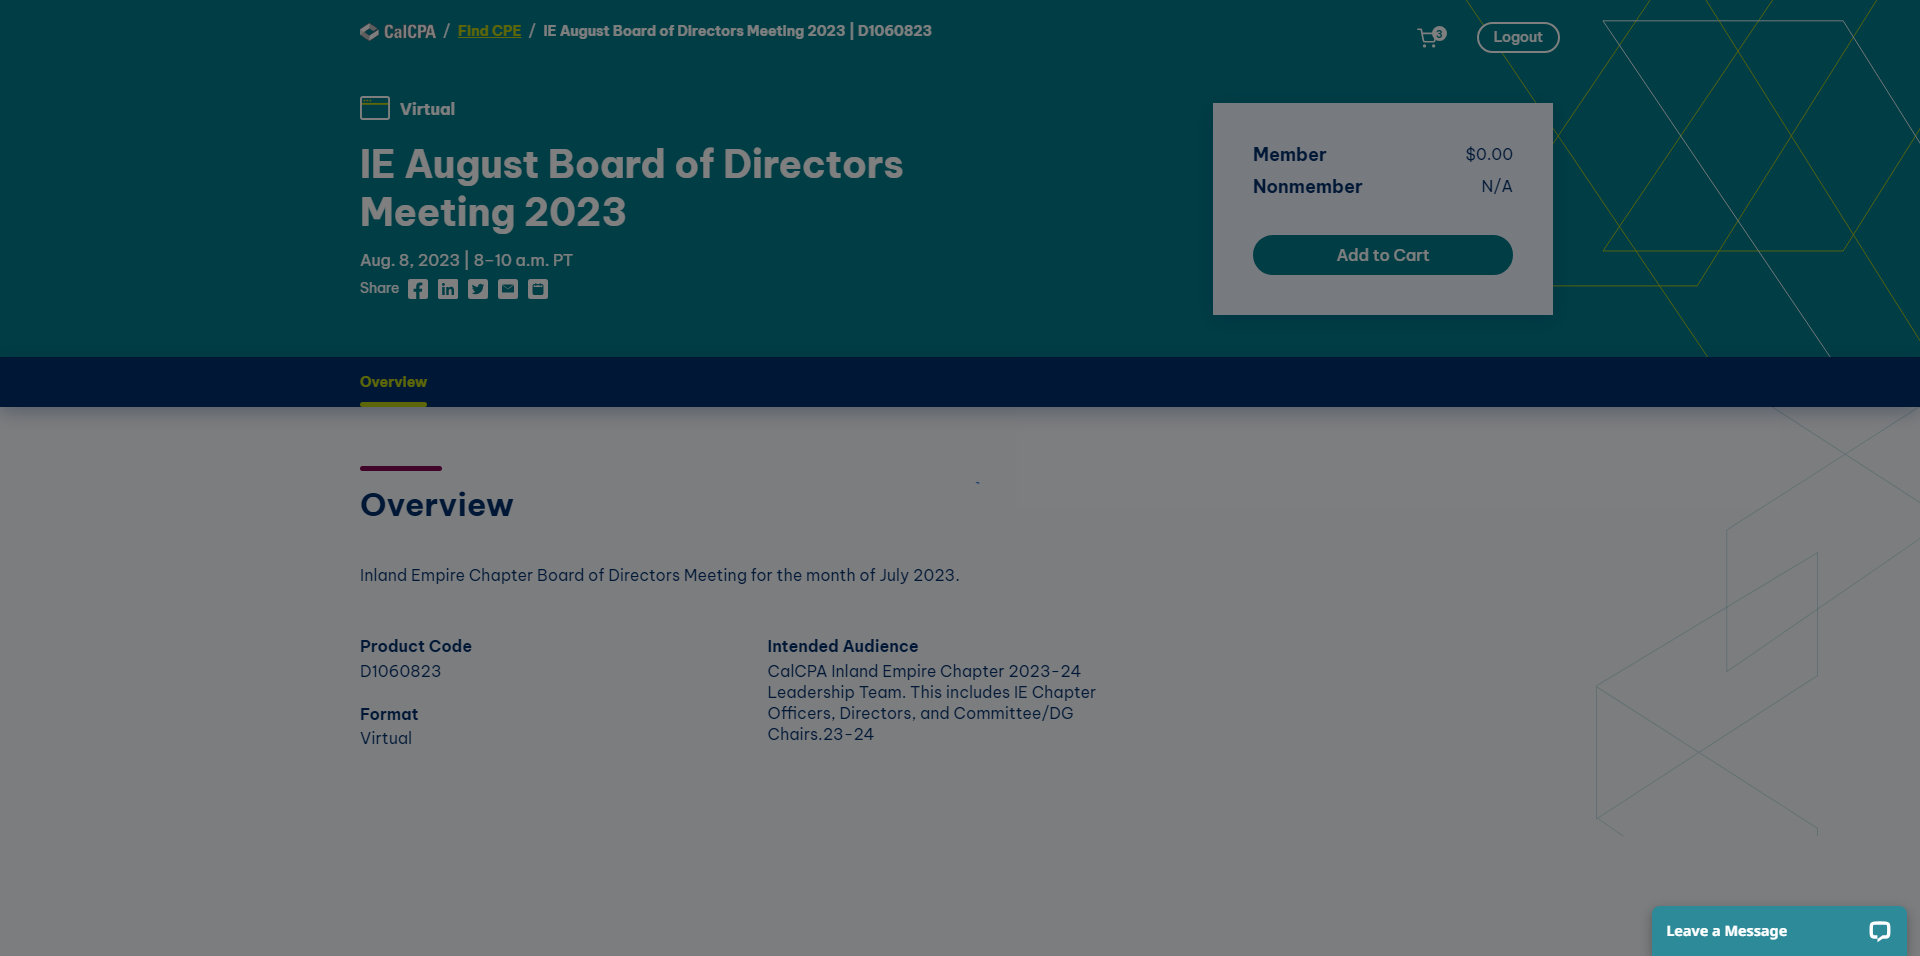 CalCPA / Find CPE / IE August Board of Directors Meeting 2023 | D1060823
3
Logout
Virtual
IE August Board of Directors
Meeting 2023
Aug. 8, 2023 | 8–10 a.m. PT
Share
Member $0.00
Nonmember N/A
Add to Cart
Overview
Overview
Inland Empire Chapter Board of Directors Meeting for the month of July 2023.
Product Code
D1060823
Format
Virtual
Intended Audience
CalCPA Inland Empire Chapter 2023-24
Leadership Team. This includes IE Chapter
Officers, Directors, and Committee/DG
Chairs.23-24
Leave a Message